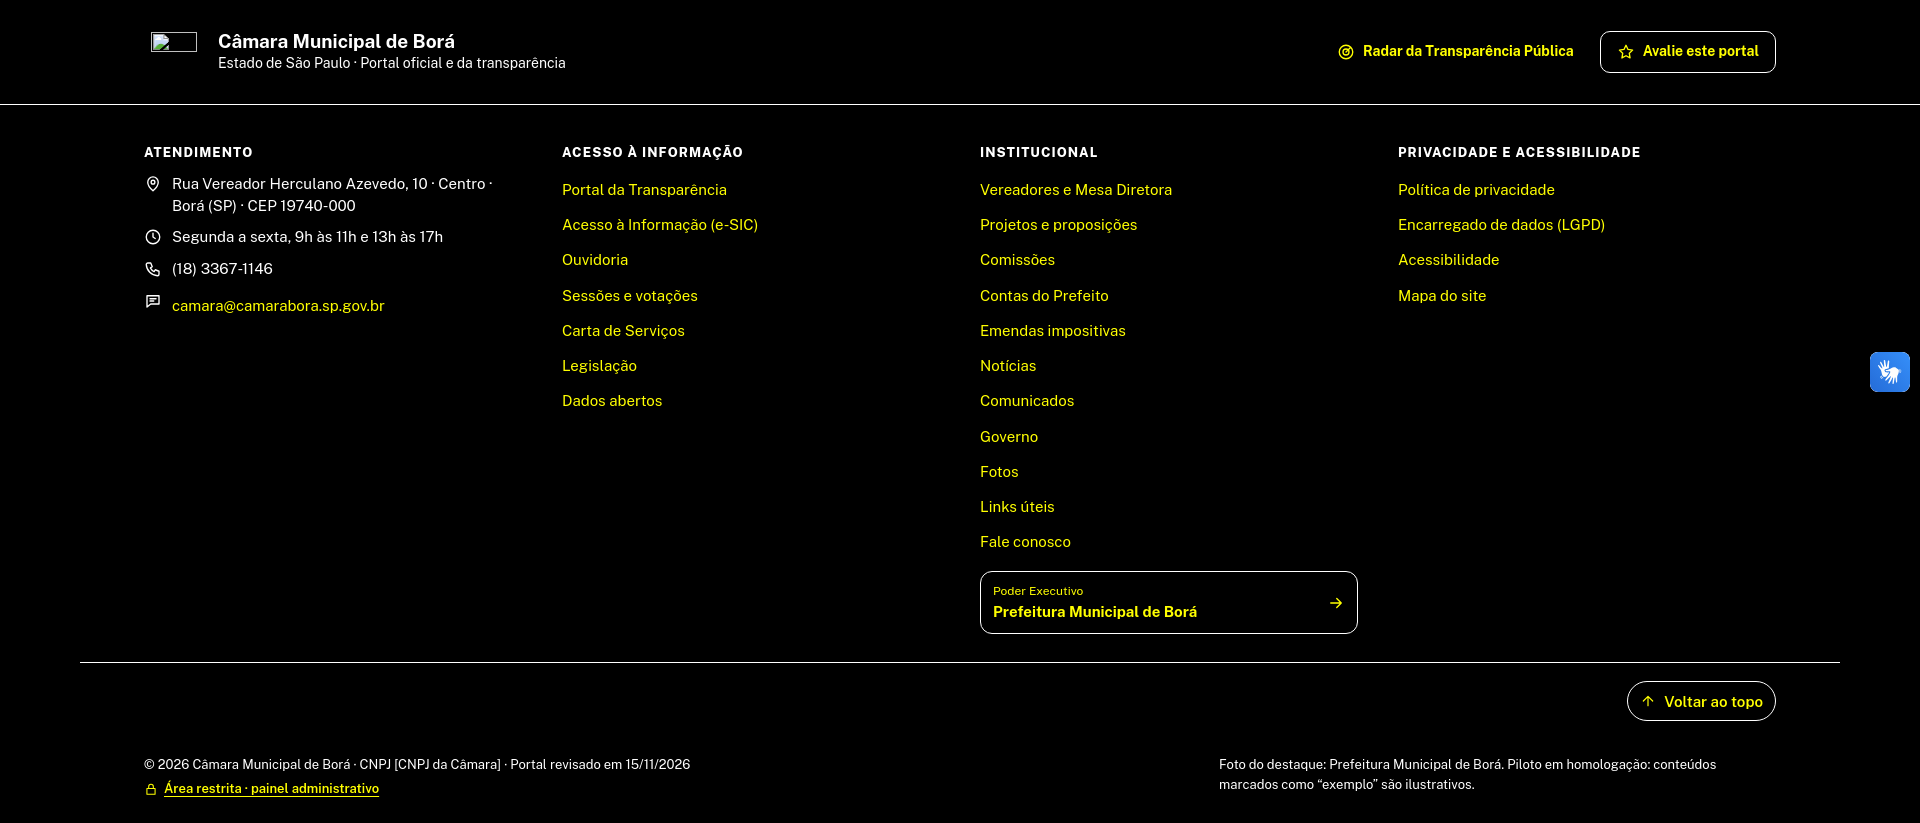 Câmara Municipal de Borá
Estado de São Paulo · Portal oficial e da transparência
Radar da Transparência Pública
Avalie este portal
ATENDIMENTO
Rua Vereador Herculano Azevedo, 10 · Centro ·
Borá (SP) · CEP 19740-000
Segunda a sexta, 9h às 11h e 13h às 17h
(18) 3367-1146
camara@camarabora.sp.gov.br
ACESSO À INFORMAÇÃO
Portal da Transparência
Acesso à Informação (e-SIC)
Ouvidoria
Sessões e votações
Carta de Serviços
Legislação
Dados abertos
INSTITUCIONAL
Vereadores e Mesa Diretora
Projetos e proposições
Comissões
Contas do Prefeito
Emendas impositivas
Notícias
Comunicados
Governo
Fotos
Links úteis
Fale conosco
Poder Executivo
Prefeitura Municipal de Borá
PRIVACIDADE E ACESSIBILIDADE
Política de privacidade
Encarregado de dados (LGPD)
Acessibilidade
Mapa do site
Voltar ao topo
© 2026 Câmara Municipal de Borá · CNPJ [CNPJ da Câmara] · Portal revisado em 15/11/2026
Área restrita · painel administrativo
Foto do destaque: Prefeitura Municipal de Borá. Piloto em homologação: conteúdos
marcados como “exemplo” são ilustrativos.